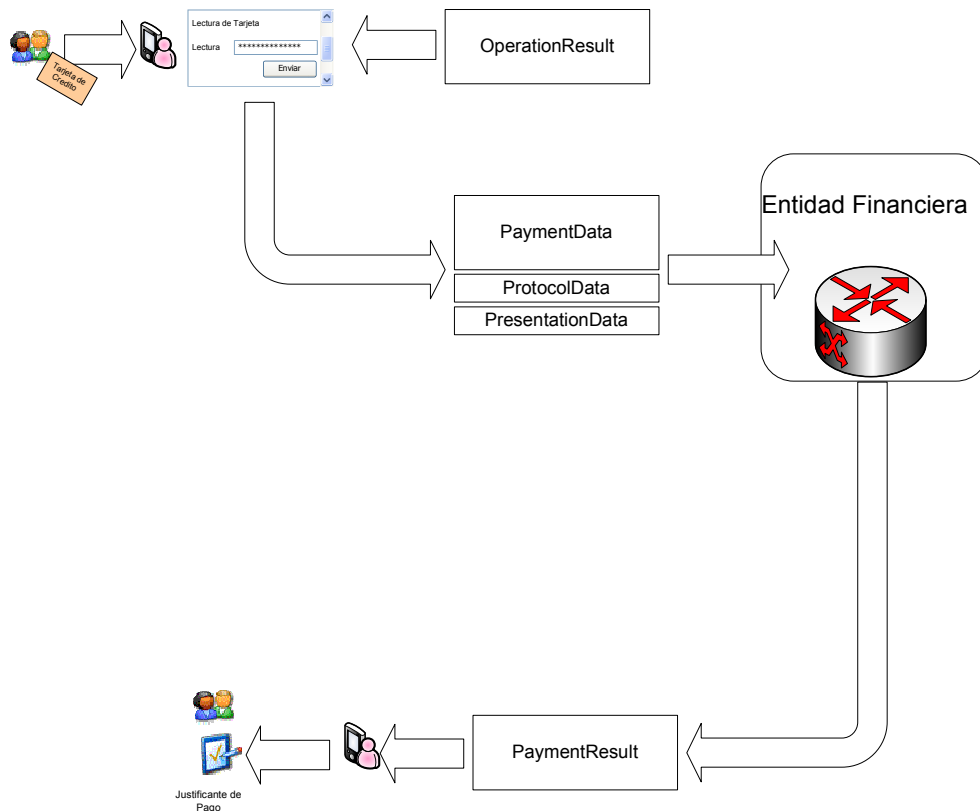 Lectura de Tarjeta
Lectura
**************
Enviar
OperationResult
Tarjeta de
Credito
Entidad Financiera
PaymentData
ProtocolData
PresentationData
PaymentResult
Justificante de
Pago